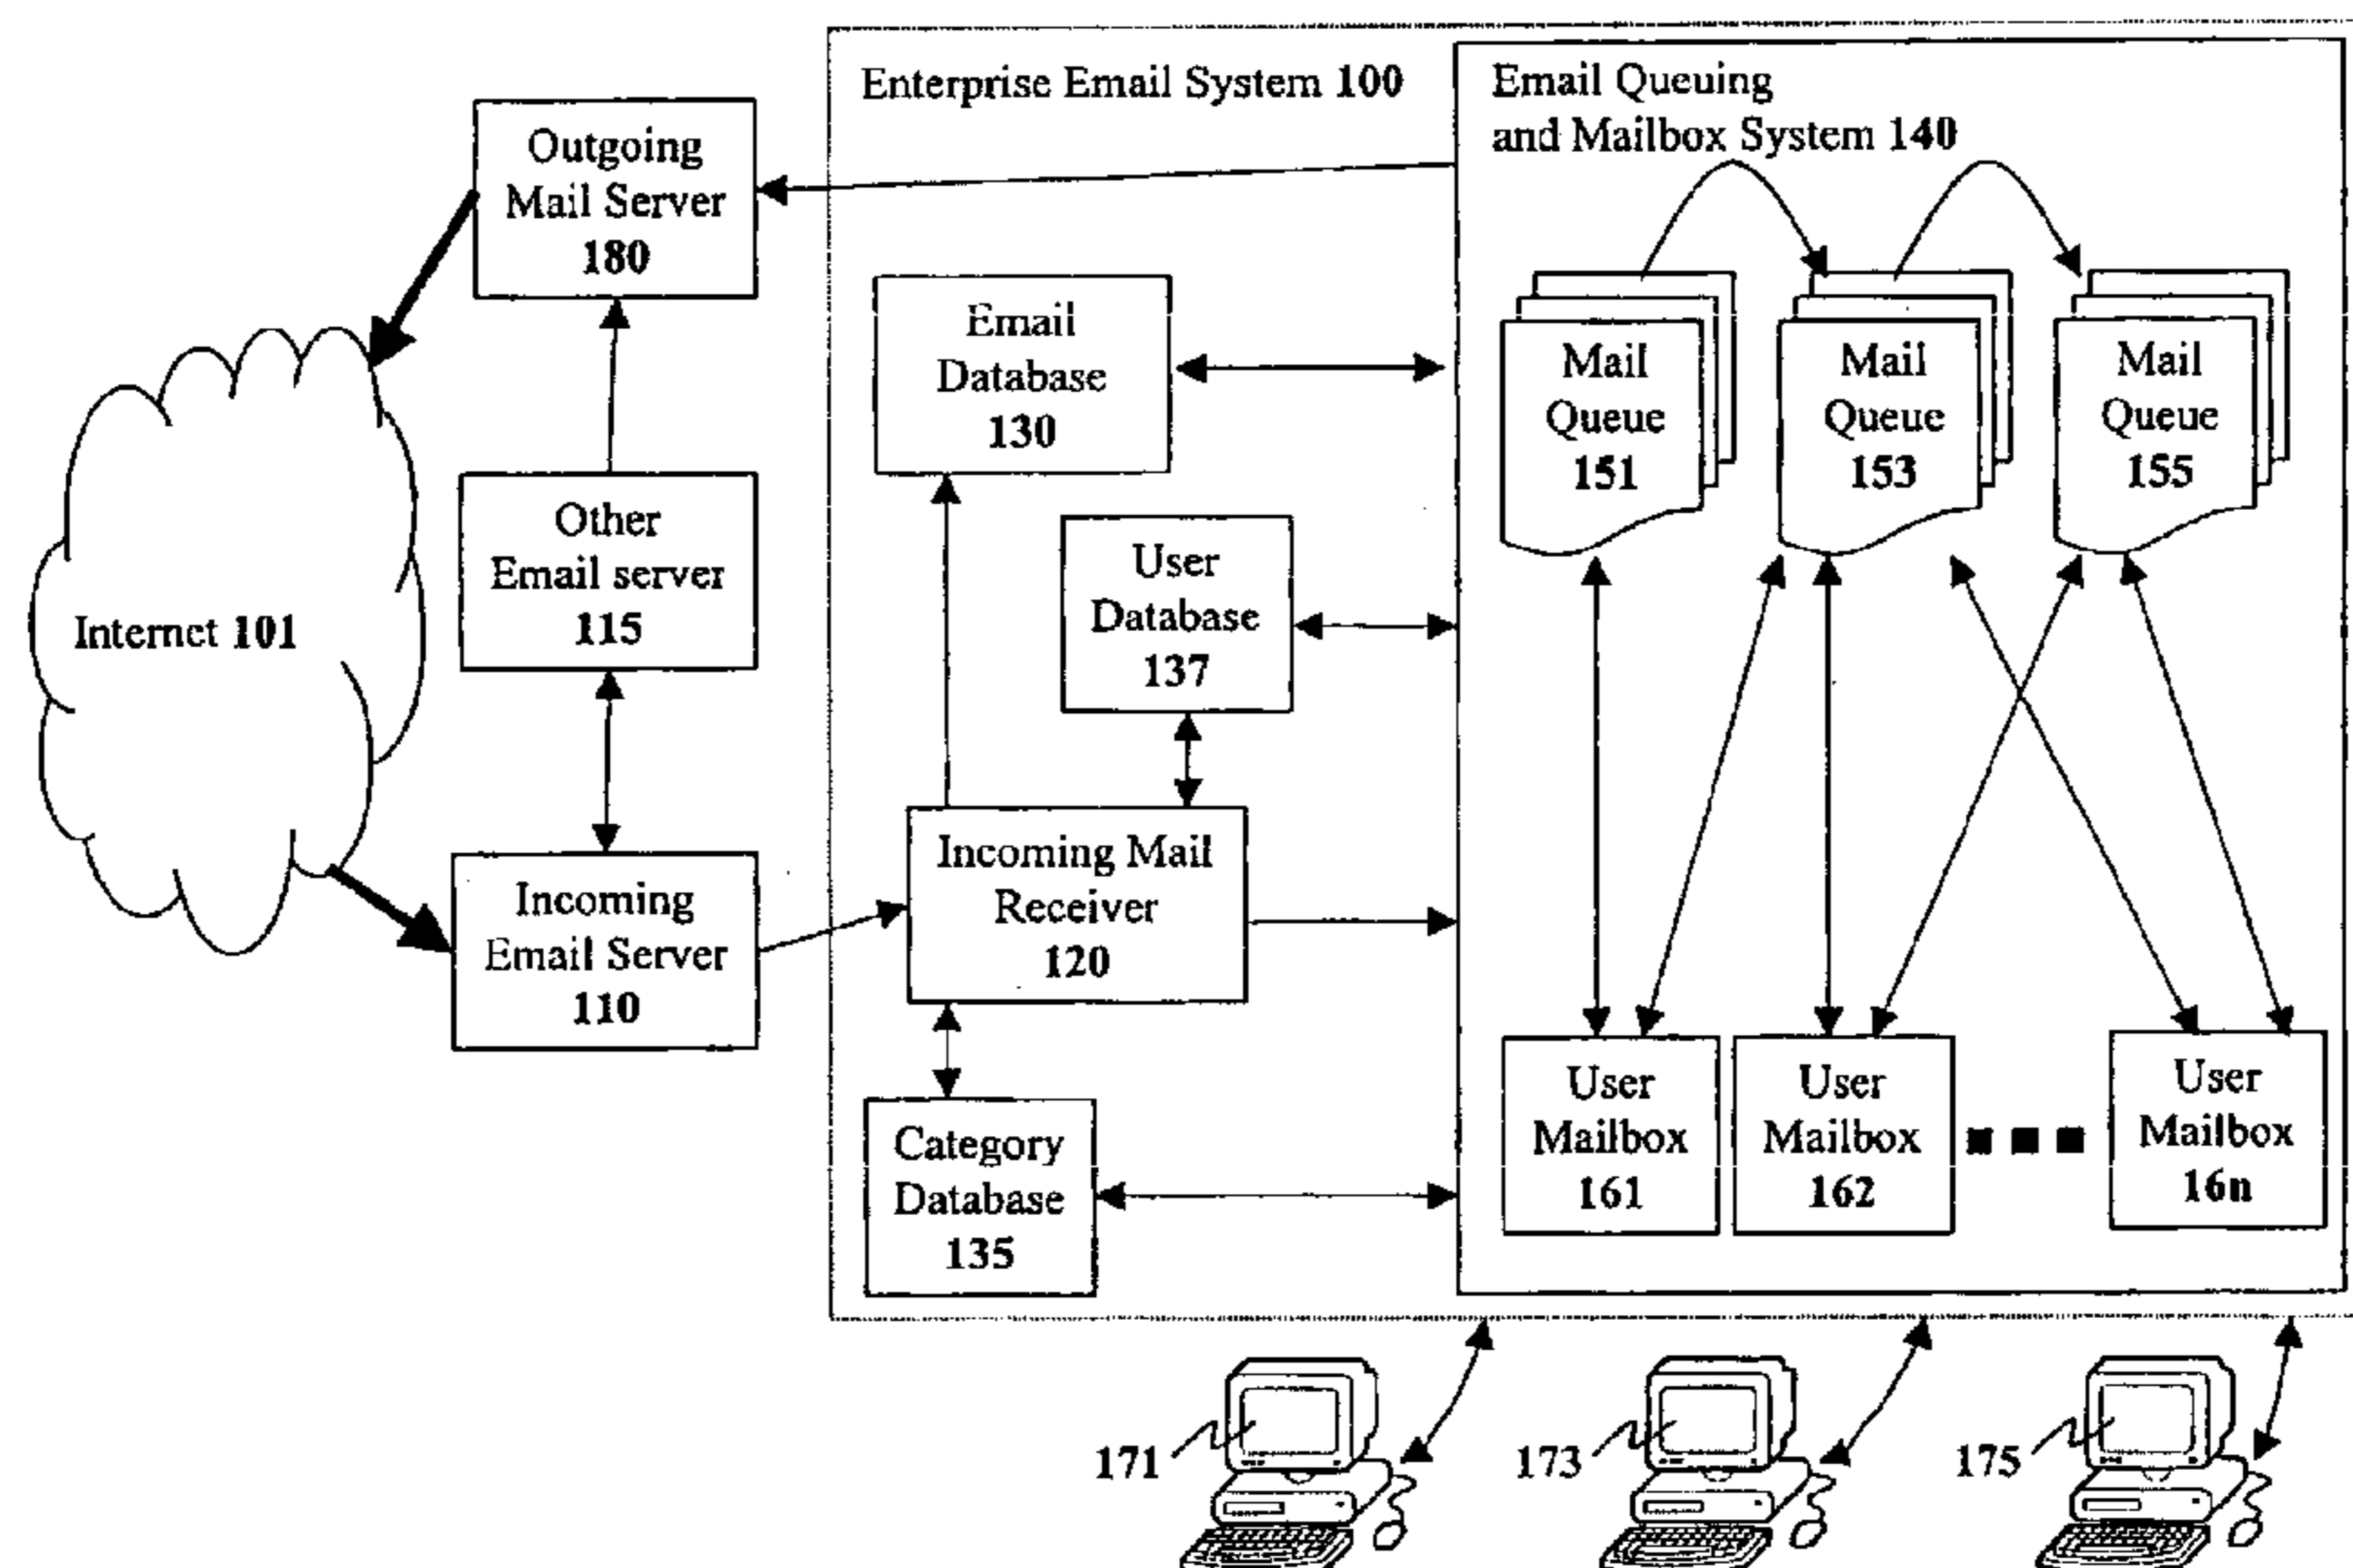 Enterprise Email System 100
Email Queuing
and Mailbox System 140
Outgoing
Mail Server
180
Email
Database
130
Mail
Queue
151
Mail
Queue
153
Mail
Queue
155
Other
Email server
115
User
Database
137
Internet 101
Incoming
Email Server
110
Incoming Mail
Receiver
120
Category
Database
135
User
Mailbox
161
User
Mailbox
162
User
Mailbox
16n
171
173
175